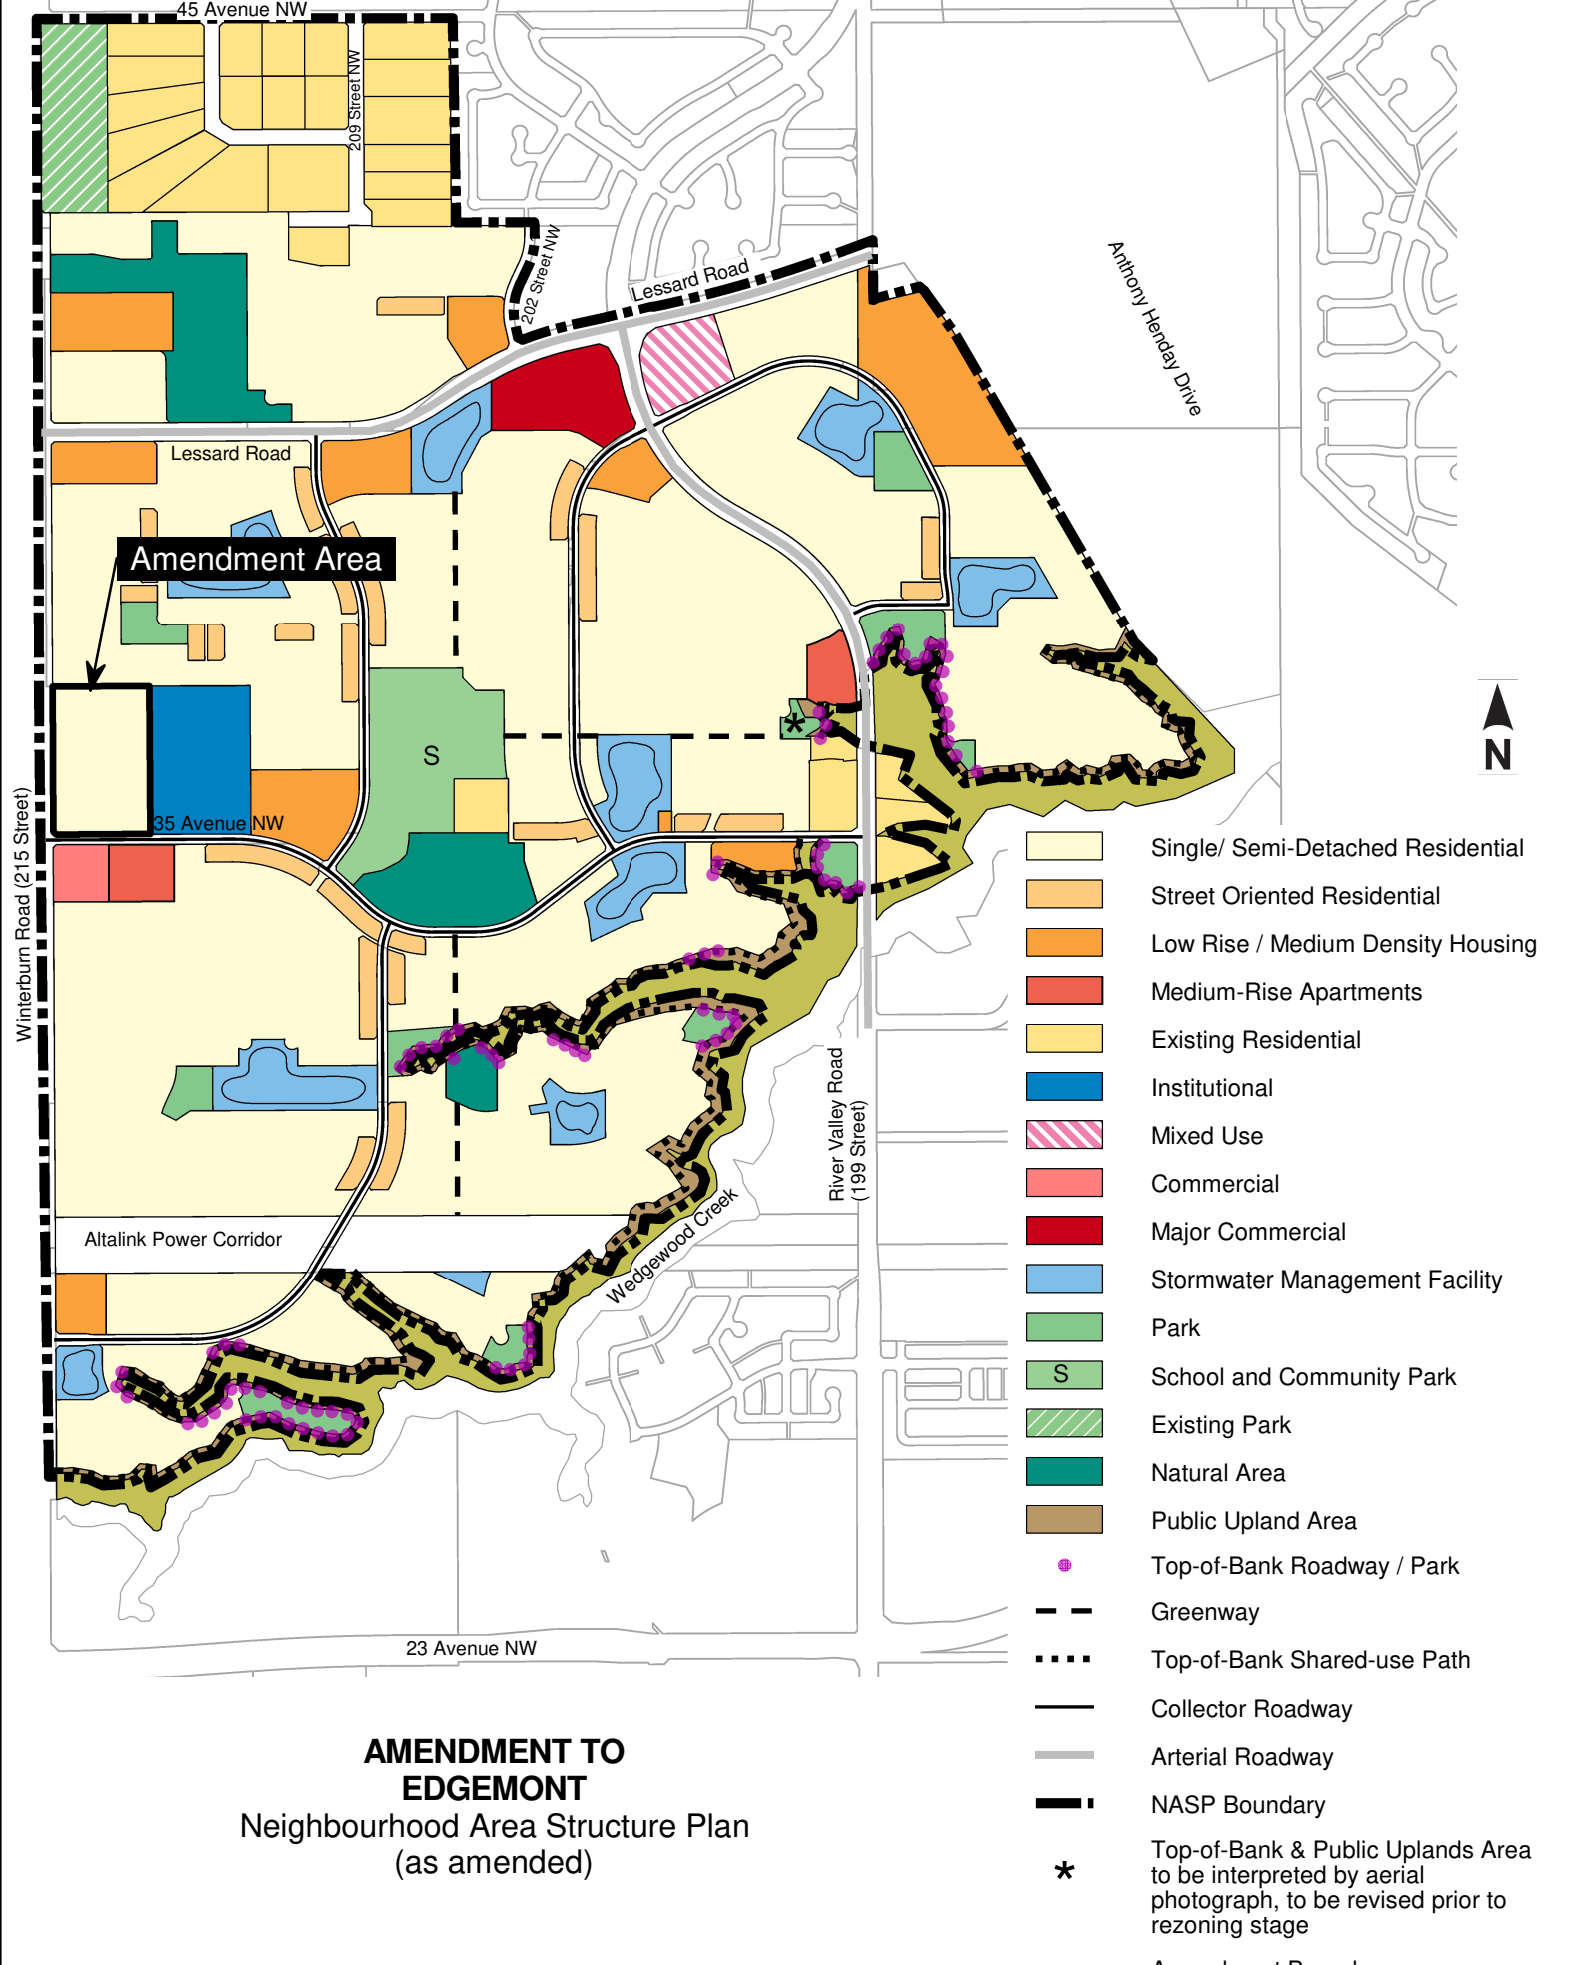 45 Avenue NW
209 Street NW
202 Street NW
Lessard Road
Anthony Henday Drive
Lessard Road
Amendment Area
S
N
35 Avenue NW
Winterburn Road (215 Street)
River Valley Road
(199 Street)
Wedgewood Creek
Altalink Power Corridor
23 Avenue NW
Single/ Semi-Detached Residential
Street Oriented Residential
Low Rise / Medium Density Housing
Medium-Rise Apartments
Existing Residential
Institutional
Mixed Use
Commercial
Major Commercial
Stormwater Management Facility
Park
S
School and Community Park
Existing Park
Natural Area
Public Upland Area
Top-of-Bank Roadway / Park
Greenway
Top-of-Bank Shared-use Path
Collector Roadway
Arterial Roadway
NASP Boundary
Top-of-Bank & Public Uplands Area
to be interpreted by aerial
photograph, to be revised prior to
rezoning stage
AMENDMENT TO
EDGEMONT
Neighbourhood Area Structure Plan
(as amended)